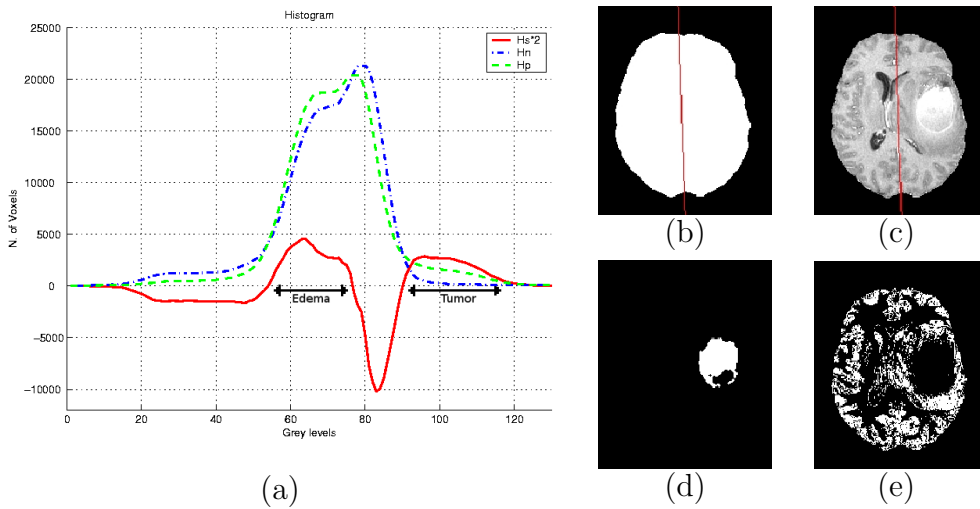 Histogram
25000
20000
15000
10000
5000
0
−5000
−10000
N. of Voxels
Hs*2
Hn
Hp
Edema
Tumor
0 20 40 60 80 100 120
Grey levels
(a)
(b)
(c)
(d)
(e)